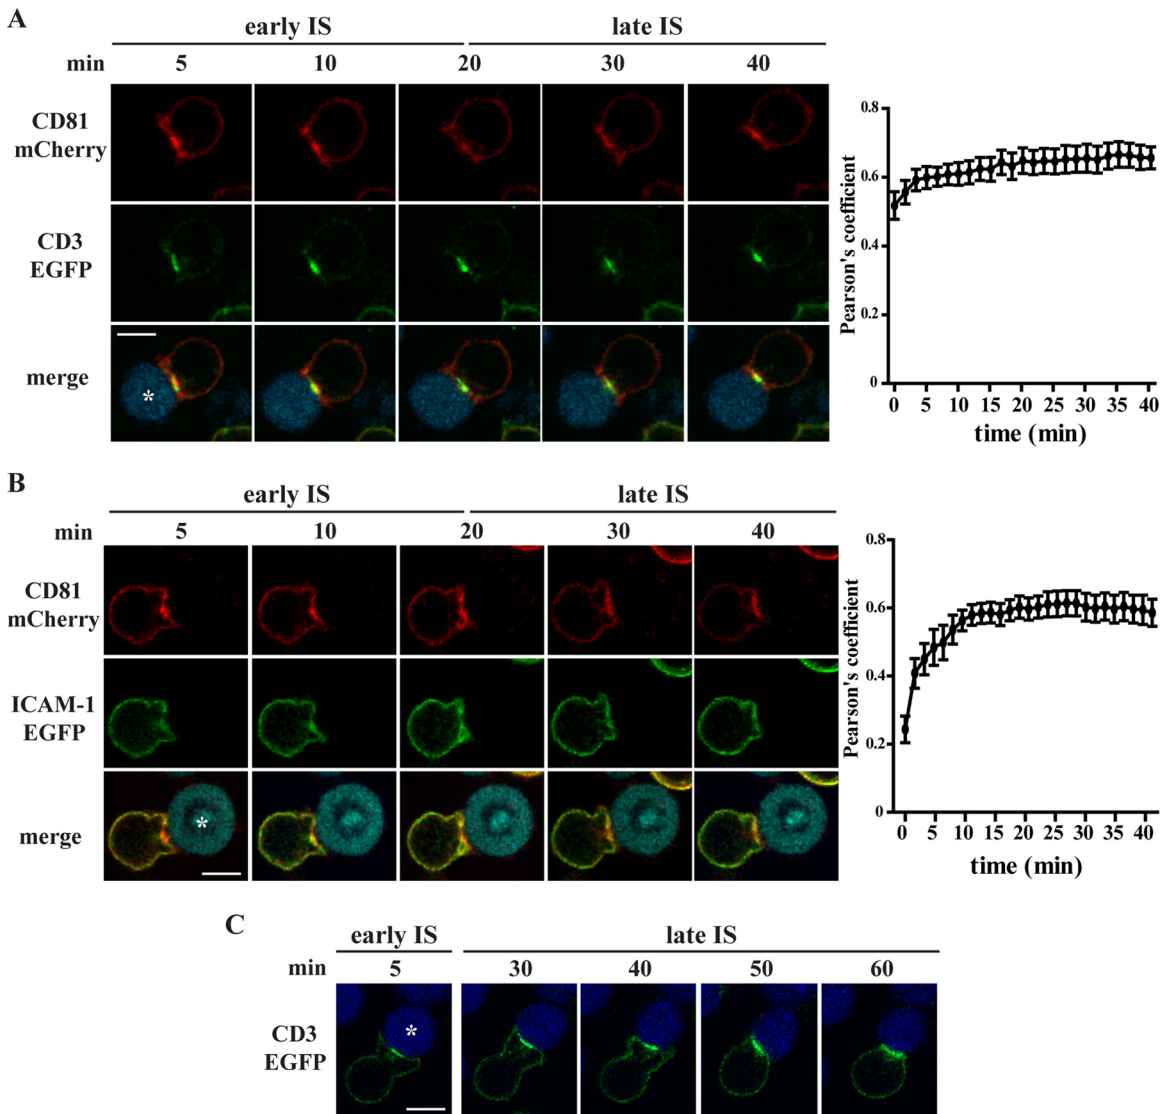 A
early IS
late IS
min
5
10
20
30
40
CD81
mCherry
CD3
EGFP
merge
*
Pearson's coefficient
0.8
0.6
0.4
0.2
0
0 5 10 15 20 25 30 35 40
time (min)
B
early IS
late IS
min
5
10
20
30
40
CD81
mCherry
ICAM-1
EGFP
merge
*
Pearson's coefficient
0.8
0.6
0.4
0.2
0
0 5 10 15 20 25 30 35 40
time (min)
C
early IS
late IS
min
5
30
40
50
60
CD3
EGFP
*